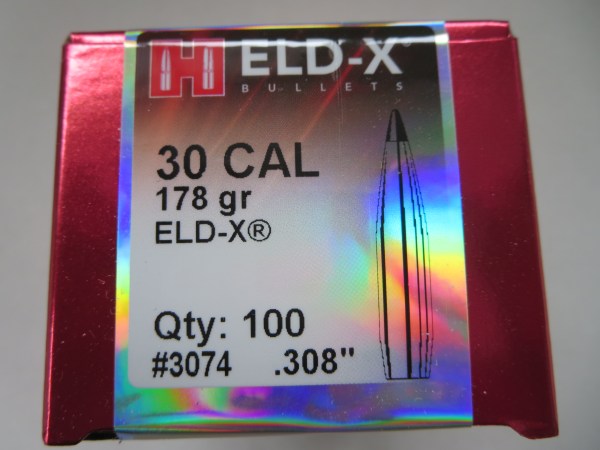 H ELD-X
BULLETS
30 CAL
178 gr
ELD-X®
Qty: 100
#3074 .308"